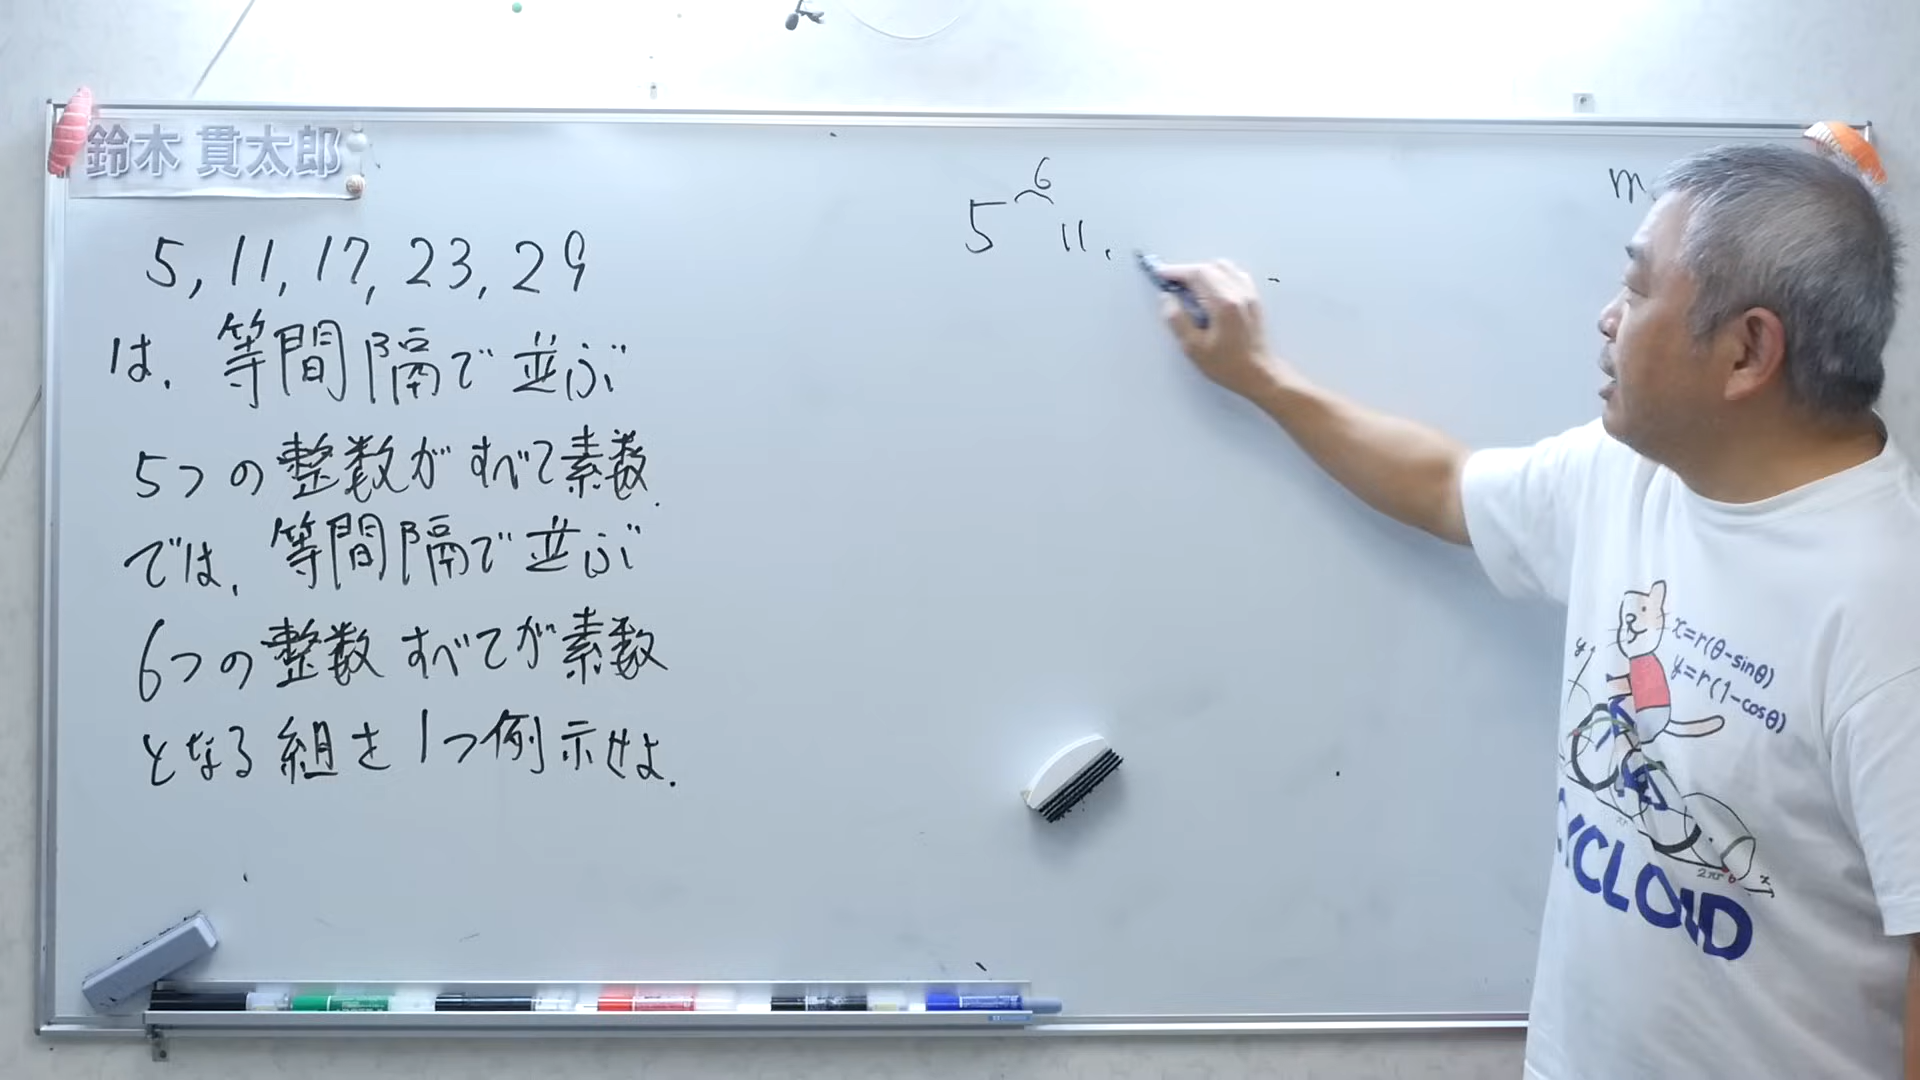 鈴木 貫太郎
5, 11, 17, 23, 29
は、等間隔で並ぶ
5つの整数がすべて素数.
では、等間隔で並ぶ
6つの整数すべてが素数
となる組を1つ例示せよ.
6
5 11.
m
x=r(θ-sinθ)
y=r(1-cosθ)
y
2πr
x
YCLOID